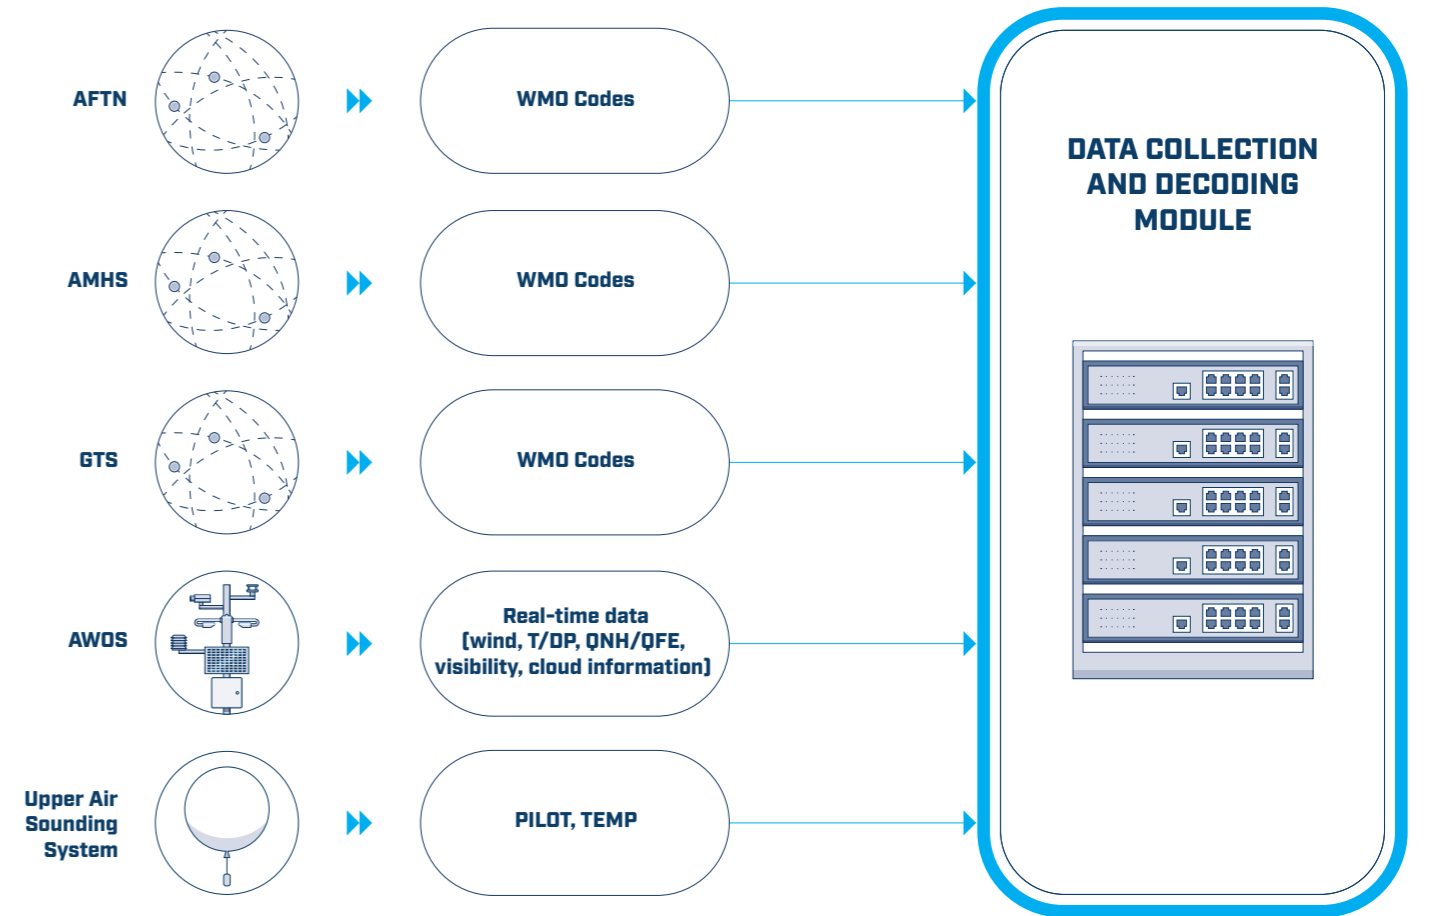 AFTN
WMO Codes
DATA COLLECTION
AND DECODING
MODULE
AMHS
WMO Codes
GTS
WMO Codes
AWOS
Real-time data
(wind, T/DP, QNH/QFE,
visibility, cloud information)
Upper Air
Sounding
System
PILOT, TEMP